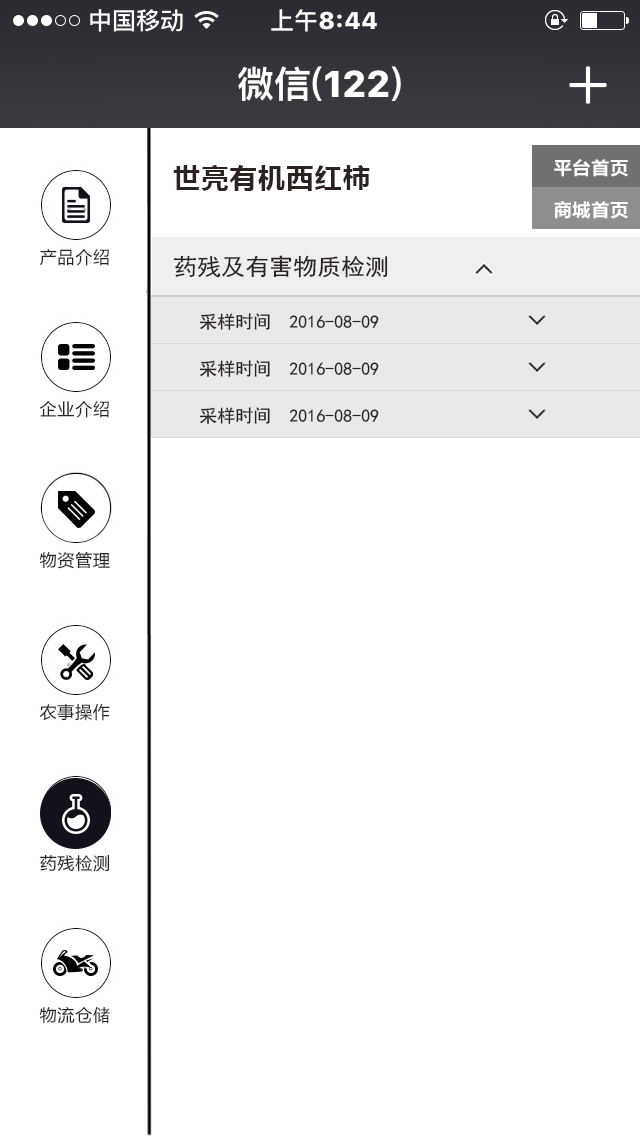 中国移动 上午8:44
微信(122)
产品介绍
企业介绍
物资管理
农事操作
药残检测
物流仓储
世亮有机西红柿
平台首页
商城首页
药残及有害物质检测
采样时间 2016-08-09
采样时间 2016-08-09
采样时间 2016-08-09